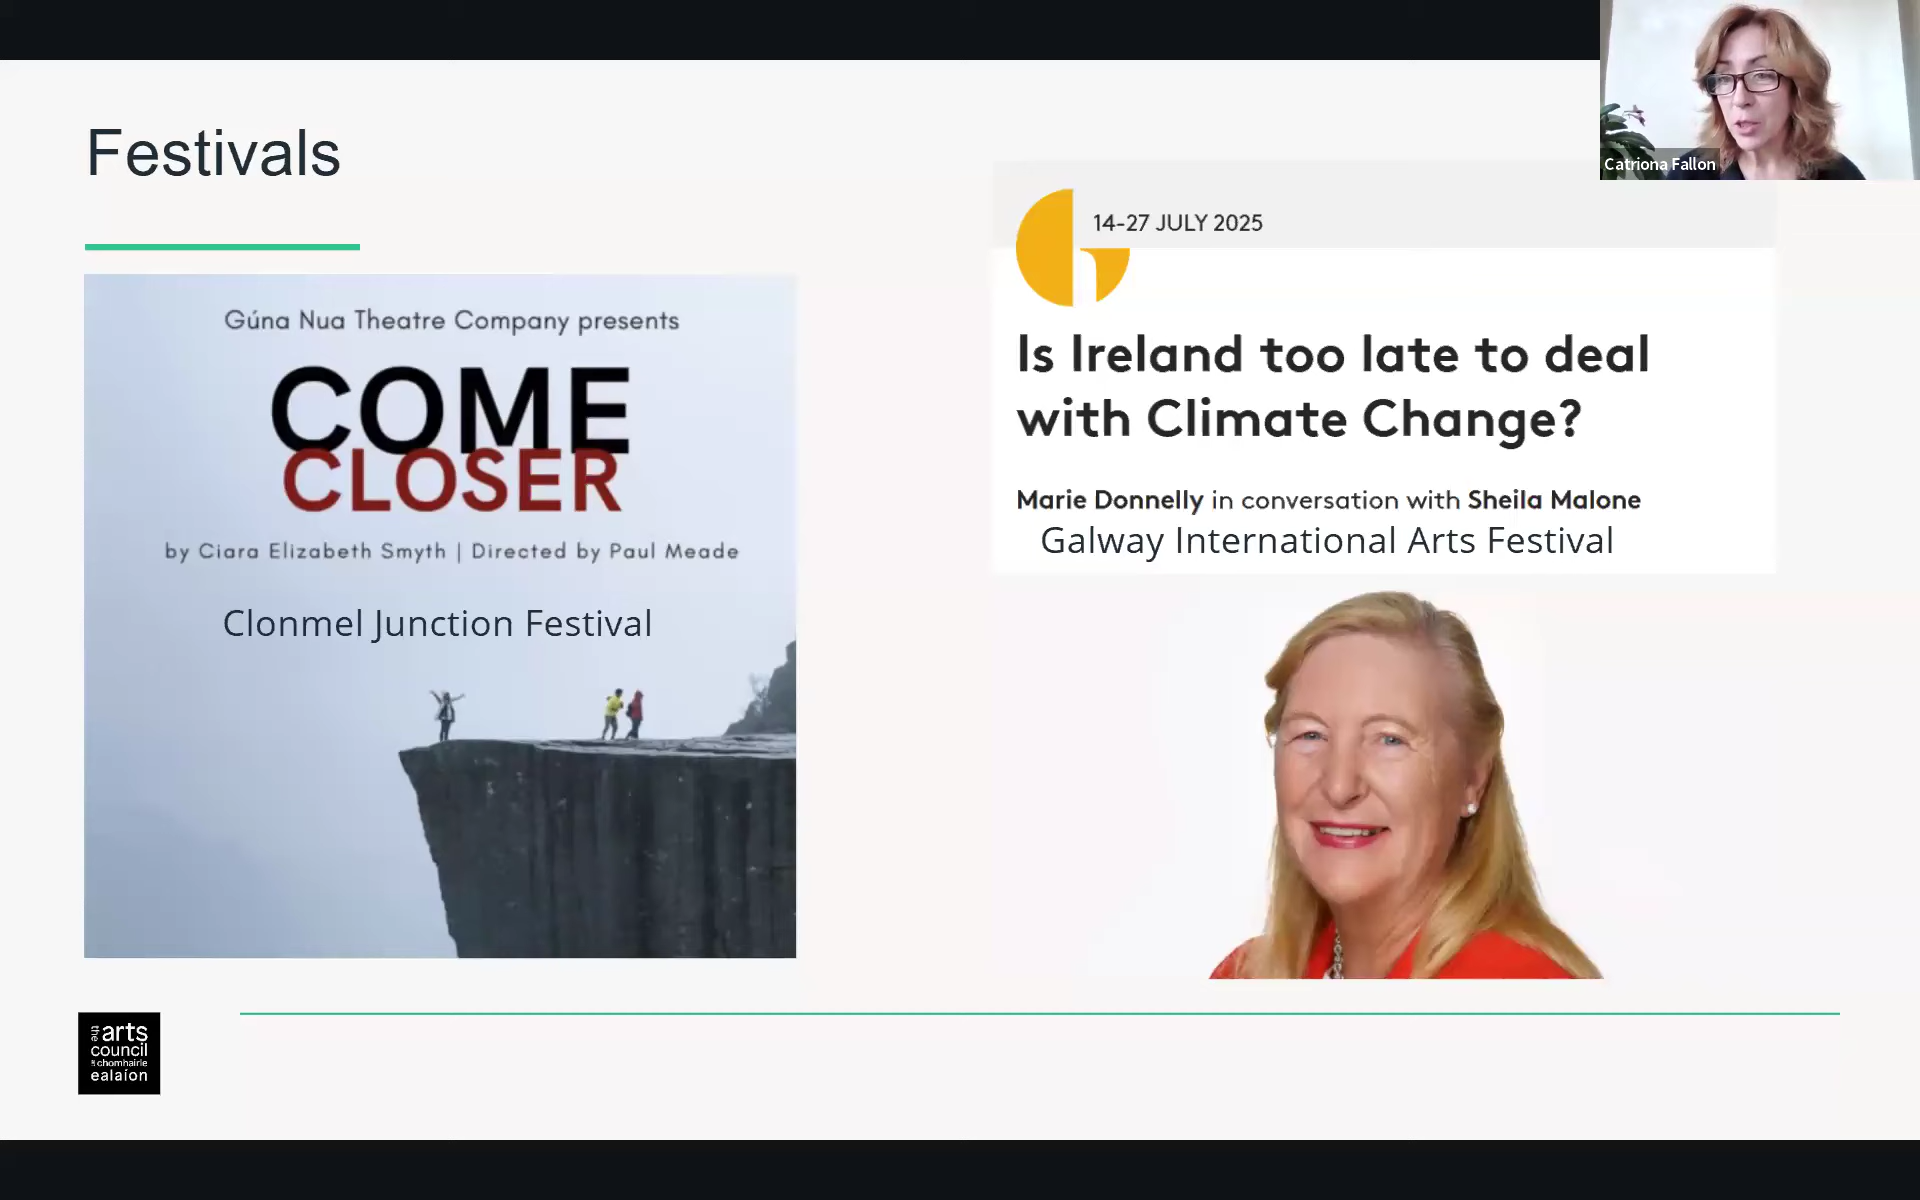 Catriona Fallon
Festivals
Gúna Nua Theatre Company presents
COME
CLOSER
by Ciara Elizabeth Smyth | Directed by Paul Meade
Clonmel Junction Festival
14-27 JULY 2025
Is Ireland too late to deal
with Climate Change?
Marie Donnelly in conversation with Sheila Malone
Galway International Arts Festival
the arts
council
chomhairle
ealaíon